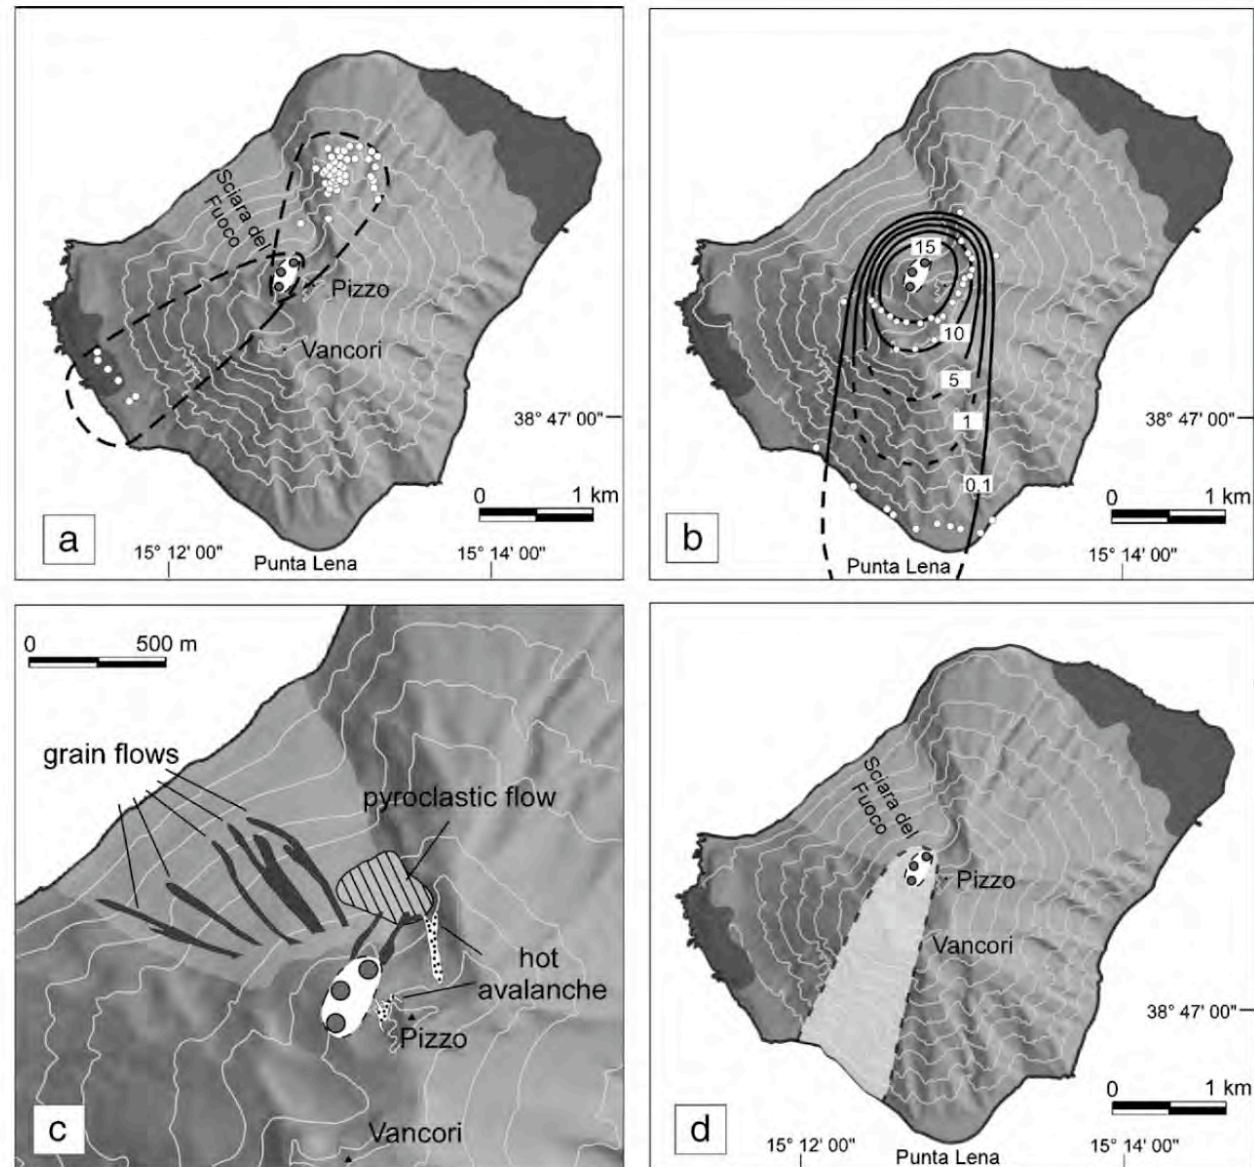 Sciara del
Fuoco
Pizzo
Vancori
38° 47' 00"
0 1 km
a
15° 12' 00"
15° 14' 00"
Punta Lena
15
10
5
1
0.1
38° 47' 00"
0 1 km
b
15° 14' 00"
Punta Lena
0 500 m
grain flows
pyroclastic flow
hot
avalanche
Pizzo
Vancori
c
Sciara del
Fuoco
Pizzo
Vancori
38° 47' 00"
0 1 km
d
15° 12' 00"
15° 14' 00"
Punta Lena